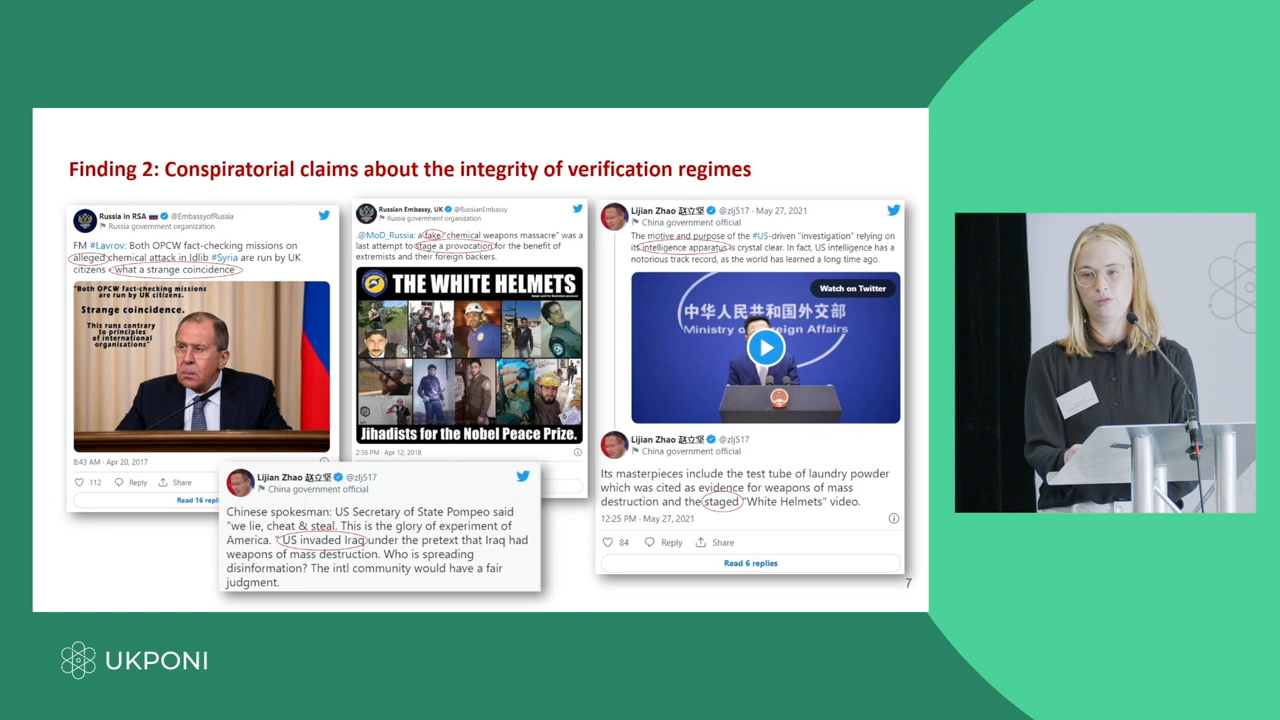 Finding 2: Conspiratorial claims about the integrity of verification regimes
Russia in RSA @EmbassyofRussia
Russia government organization
FM #Lavrov: Both OPCW fact-checking missions on
alleged chemical attack in Idlib #Syria are run by UK
citizens - what a strange coincidence
"Both OPCW fact-checking missions
are run by UK citizens.
Strange coincidence.
This runs contrary
to principles
of international
organisations"
8:43 AM · Apr 20, 2017
112 Reply Share
Read 16 repl
Russian Embassy, UK @RussianEmbassy
Russia government organization
.@MoD_Russia: a fake "chemical weapons massacre" was a
last attempt to stage a provocation for the benefit of
extremists and their foreign backers.
THE WHITE HELMETS
Jihadists for the Nobel Peace Prize.
2:36 PM · Apr 12, 2018
Lijian Zhao 赵立坚 @zlj517
China government official
Chinese spokesman: US Secretary of State Pompeo said
"we lie, cheat & steal. This is the glory of experiment of
America. " US invaded Iraq under the pretext that Iraq had
weapons of mass destruction. Who is spreading
disinformation? The intl community would have a fair
judgment.
Lijian Zhao 赵立坚 @zlj517 · May 27, 2021
China government official
The motive and purpose of the #US-driven "investigation" relying on
its intelligence apparatus is crystal clear. In fact, US intelligence has a
notorious track record, as the world has learned a long time ago.
Watch on Twitter
中华人民共和国外交部
Ministry of Foreign Affairs
Lijian Zhao 赵立坚 @zlj517
China government official
Its masterpieces include the test tube of laundry powder
which was cited as evidence for weapons of mass
destruction and the staged "White Helmets" video.
12:25 PM · May 27, 2021
84 Reply Share
Read 6 replies
7
UKPONI